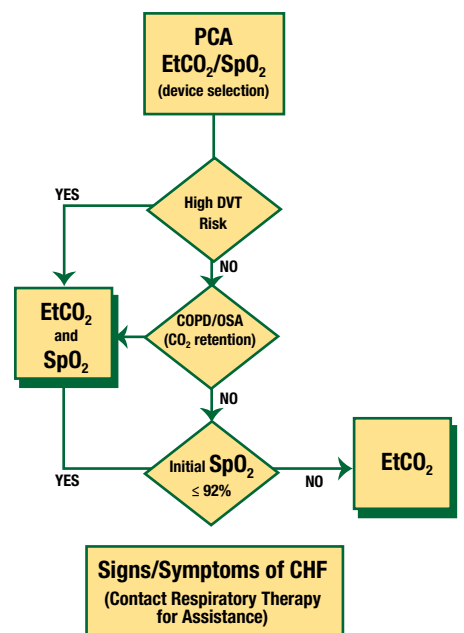 PCA
EtCO₂/SpO₂
(device selection)
YES
High DVT
Risk
NO
EtCO₂
and
SpO₂
COPD/OSA
(CO₂ retention)
NO
Initial SpO₂
≤ 92%
YES
NO
EtCO₂
Signs/Symptoms of CHF
(Contact Respiratory Therapy
for Assistance)